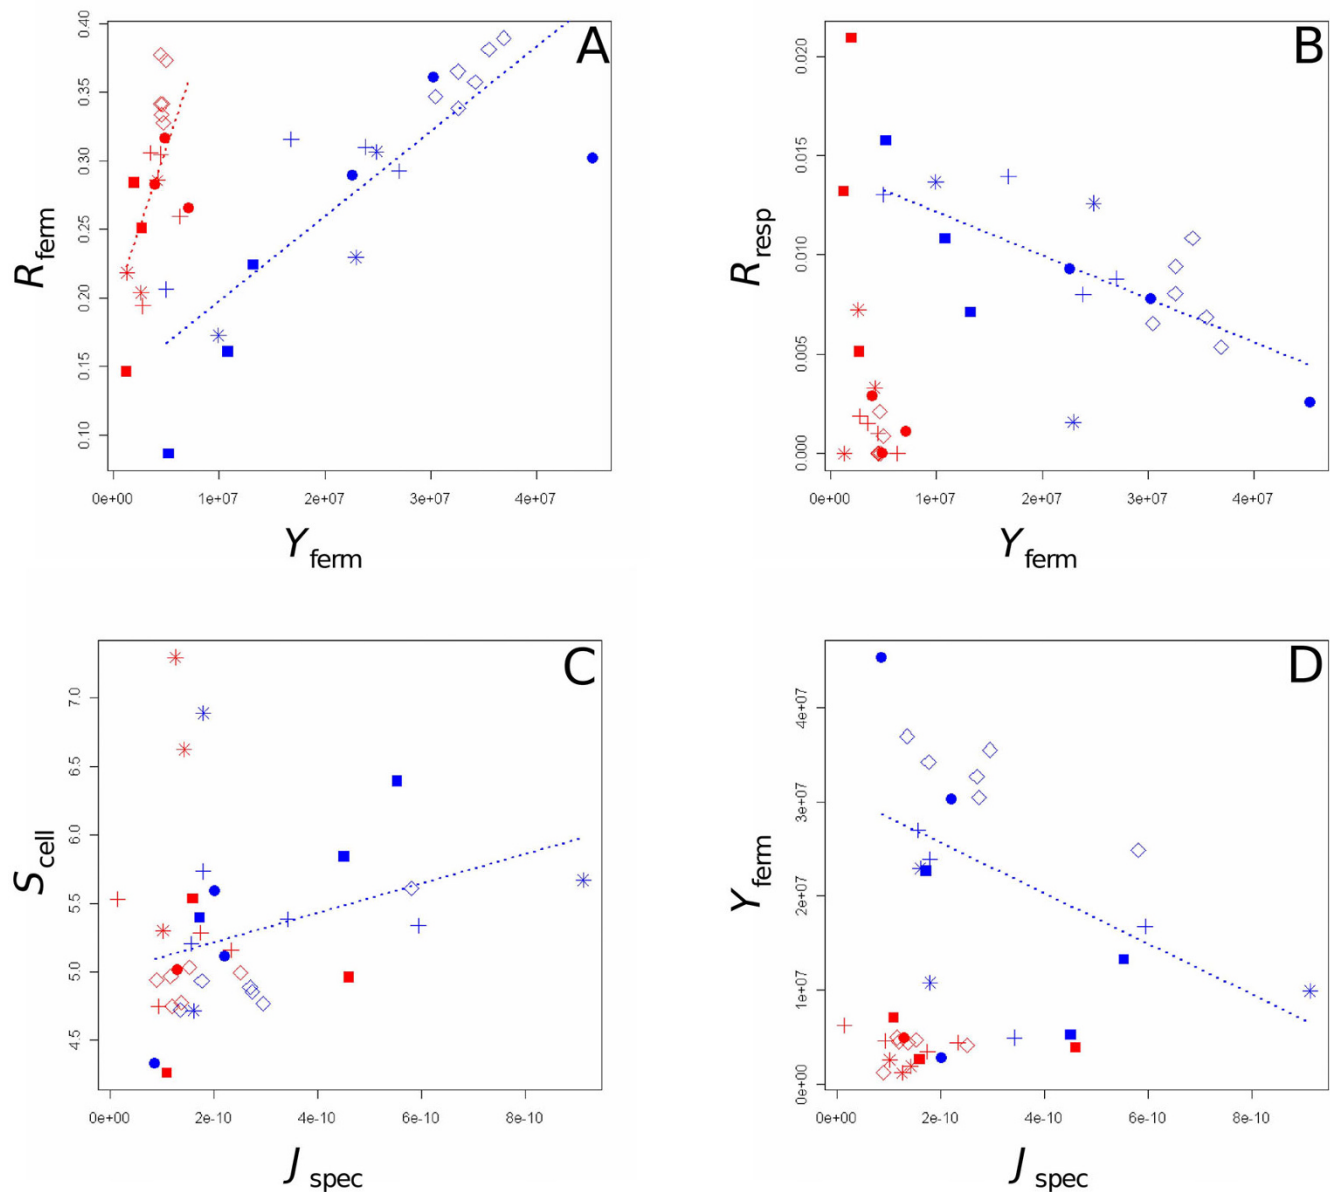 A
R ferm
0.10 0.15 0.20 0.25 0.30 0.35 0.40
0e+00 1e+07 2e+07 3e+07 4e+07
Y ferm
B
R resp
0.000 0.005 0.010 0.015 0.020
0e+00 1e+07 2e+07 3e+07 4e+07
Y ferm
C
S cell
4.5 5.0 5.5 6.0 6.5 7.0
0e+00 2e-10 4e-10 6e-10 8e-10
J spec
D
Y ferm
0e+00 1e+07 2e+07 3e+07 4e+07
0e+00 2e-10 4e-10 6e-10 8e-10
J spec